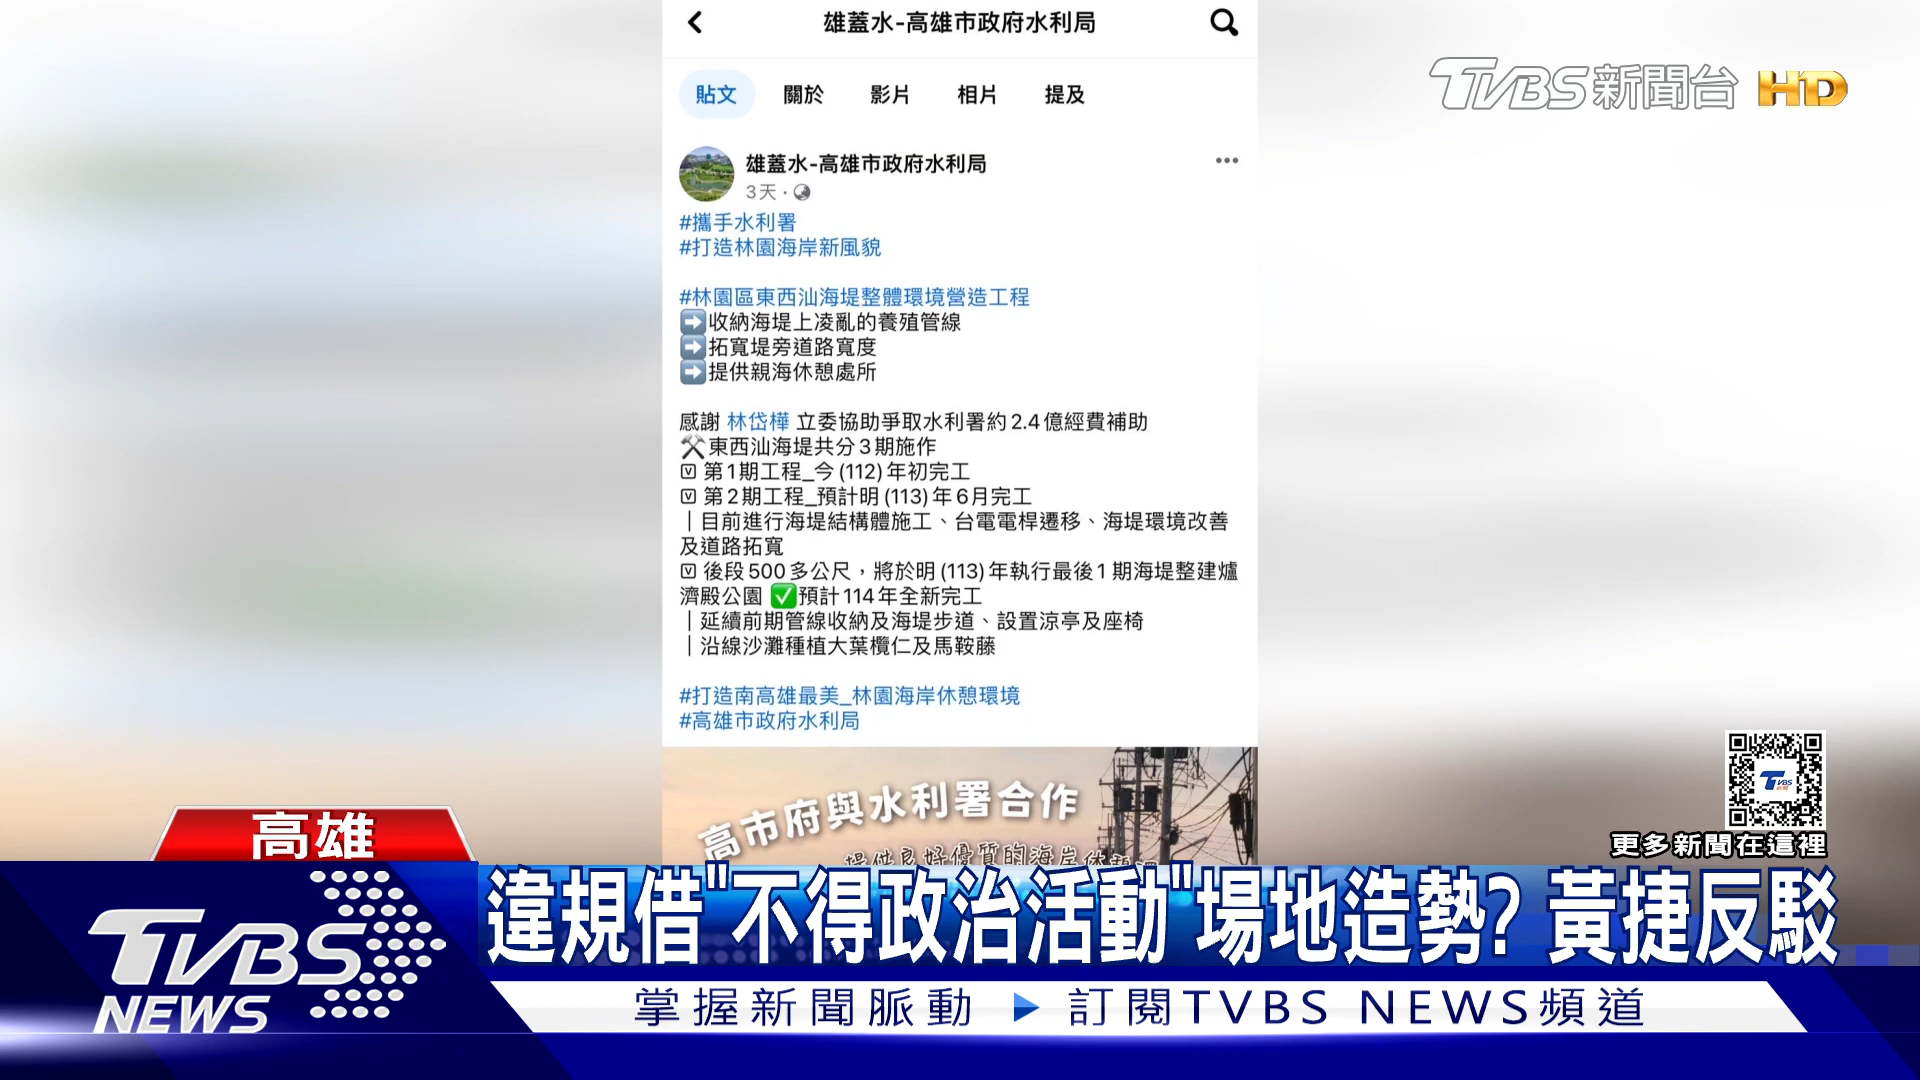 雄蓋水-高雄市政府水利局
貼文 關於 影片 相片 提及
TVBS新聞台 HD
雄蓋水-高雄市政府水利局
3天
#攜手水利署
#打造林園海岸新風貌
#林園區東西汕海堤整體環境營造工程
➡收納海堤上凌亂的養殖管線
➡拓寬堤旁道路寬度
➡提供親海休憩處所
感謝 林岱樺 立委協助爭取水利署約2.4億經費補助
⚒東西汕海堤共分3期施作
🇻 第1期工程_今(112)年初完工
🇻 第2期工程_預計明(113)年6月完工
｜目前進行海堤結構體施工、台電電桿遷移、海堤環境改善
及道路拓寬
🇻 後段500多公尺，將於明(113)年執行最後1期海堤整建爐
濟殿公園 ✅預計114年全新完工
｜延續前期管線收納及海堤步道、設置涼亭及座椅
｜沿線沙灘種植大葉欖仁及馬鞍藤
#打造南高雄最美_林園海岸休憩環境
#高雄市政府水利局
高市府與水利署合作
提供良好優質的海岸休憩環
TVBS
更多新聞在這裡
高雄
違規借"不得政治活動"場地造勢? 黃捷反駁
TVBS NEWS
掌握新聞脈動 ▶ 訂閱TVBS NEWS頻道